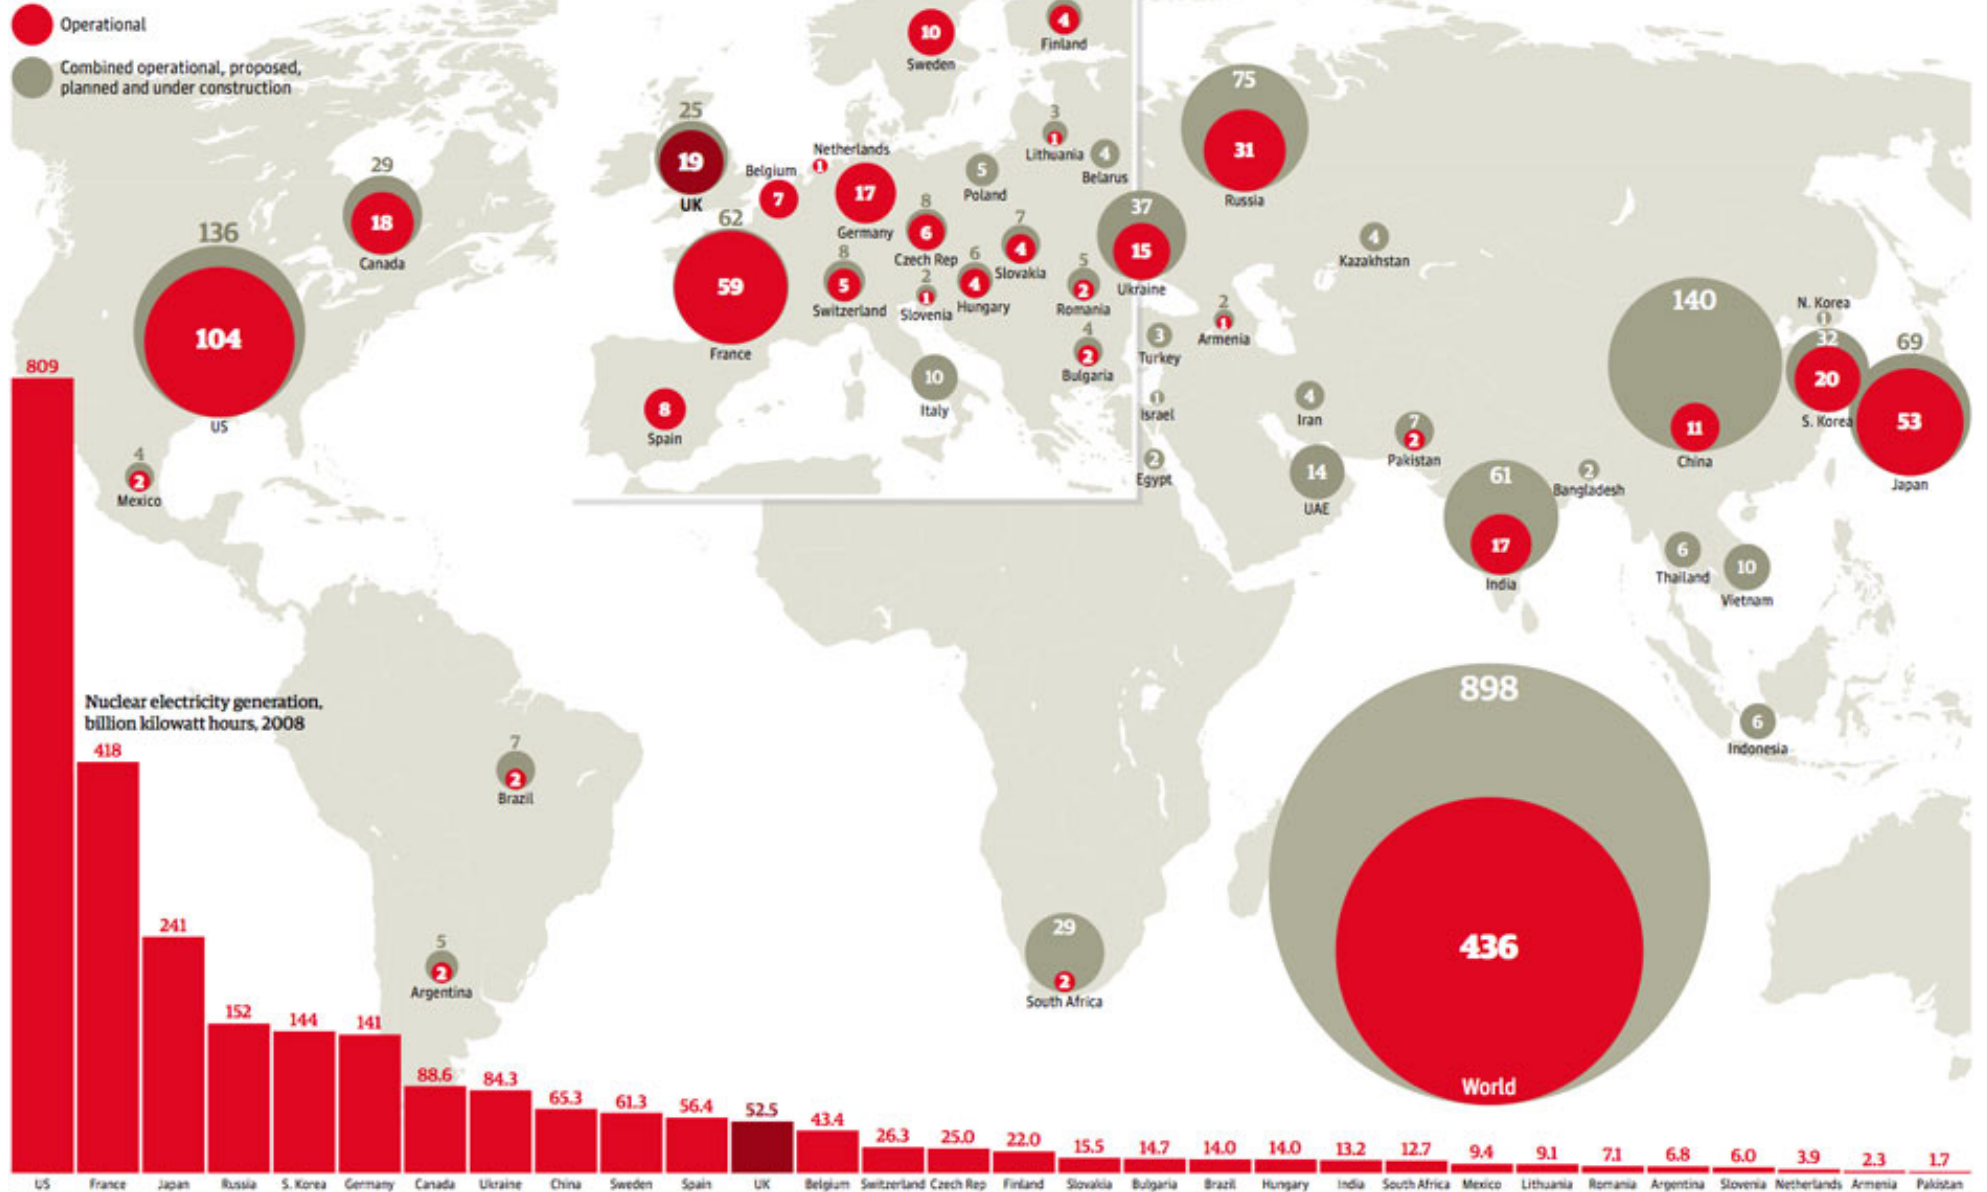 Operational
Combined operational, proposed,
planned and under construction
10
Sweden
4
Finland
25
19
UK
Netherlands
1
Belgium
7
17
Germany
3
1
Lithuania
4
Belarus
5
Poland
75
31
Russia
29
18
Canada
136
104
US
62
59
France
8
6
Czech Rep
7
4
Slovakia
8
5
Switzerland
2
1
Slovenia
6
4
Hungary
5
2
Romania
37
15
Ukraine
4
2
Bulgaria
10
Italy
8
Spain
4
Kazakhstan
2
1
Armenia
3
Turkey
1
Israel
2
Egypt
4
Iran
14
UAE
7
2
Pakistan
61
17
India
2
Bangladesh
140
11
China
N. Korea
1
32
20
S. Korea
69
53
Japan
6
Thailand
10
Vietnam
6
Indonesia
4
2
Mexico
7
2
Brazil
5
2
Argentina
29
2
South Africa
898
436
World
Nuclear electricity generation,
billion kilowatt hours, 2008
809
418
241
152
144
141
88.6
84.3
65.3
61.3
56.4
52.5
43.4
26.3
25.0
22.0
15.5
14.7
14.0
14.0
13.2
12.7
9.4
9.1
7.1
6.8
6.0
3.9
2.3
1.7
US France Japan Russia S. Korea Germany Canada Ukraine China Sweden Spain UK Belgium Switzerland Czech Rep Finland Slovakia Bulgaria Brazil Hungary India South Africa Mexico Lithuania Romania Argentina Slovenia Netherlands Armenia Pakistan